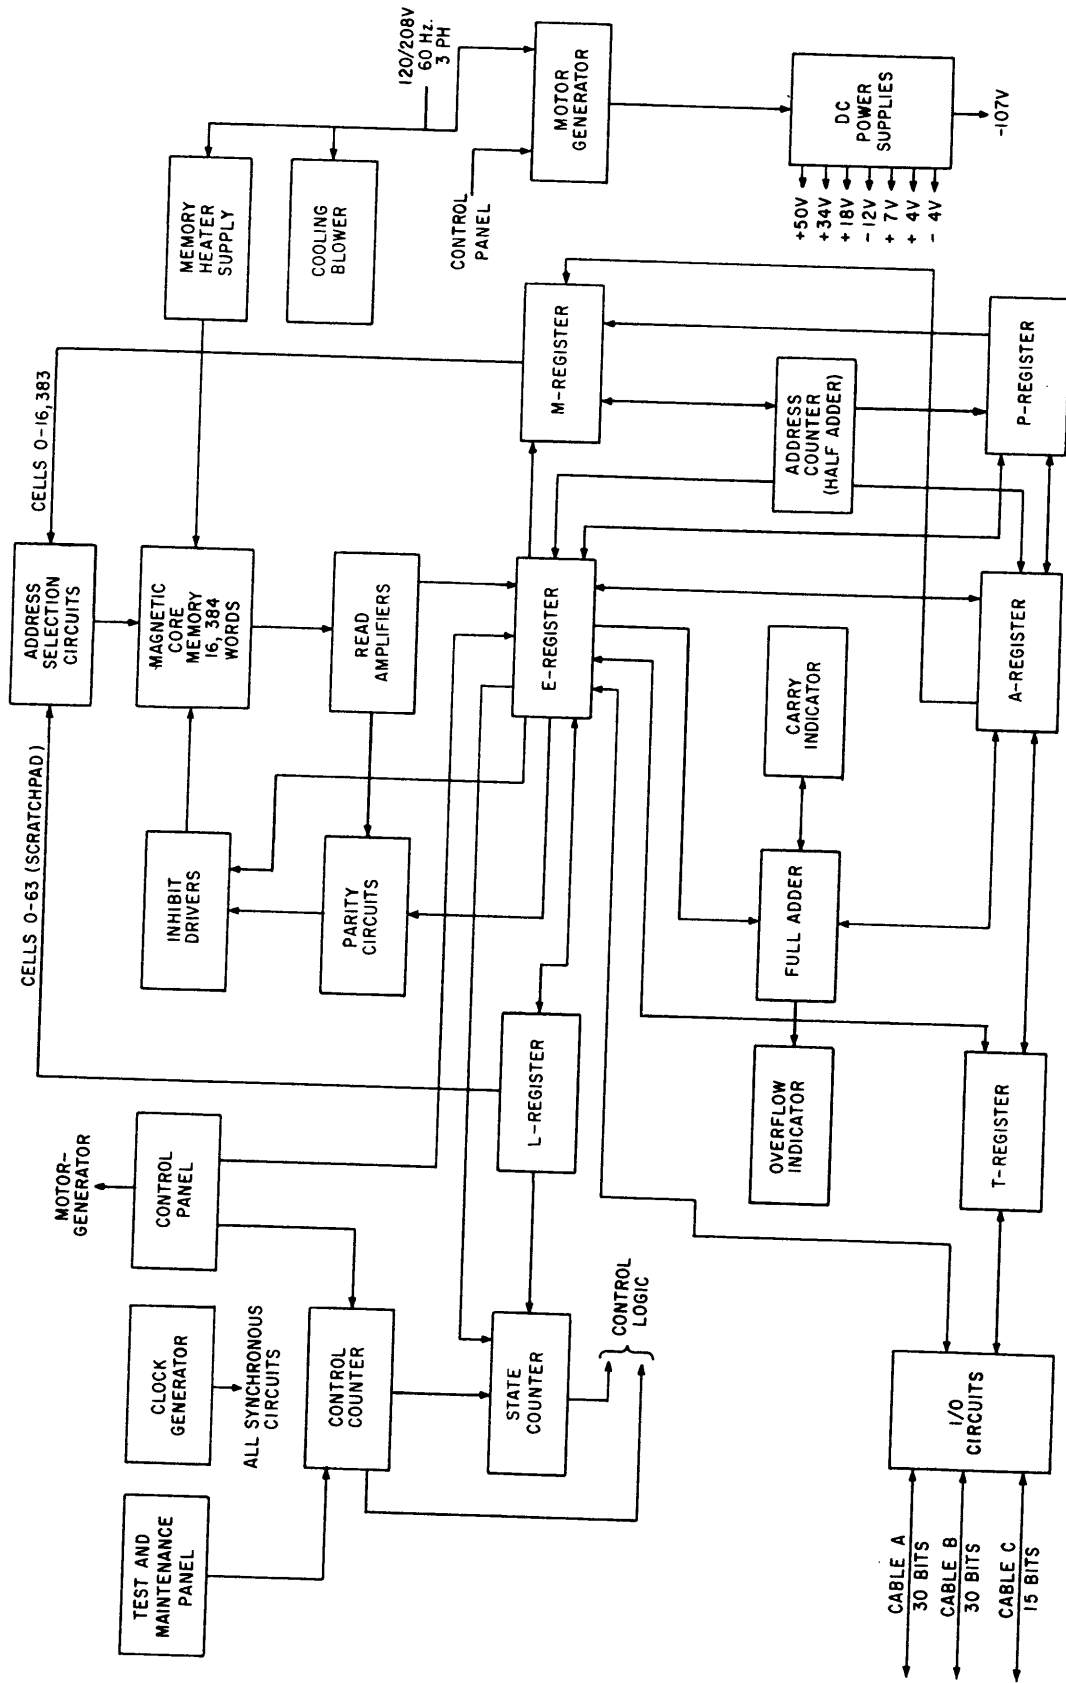 TEST AND
MAINTENANCE
PANEL
CLOCK
GENERATOR
ALL SYNCHRONOUS
CIRCUITS
MOTOR-
GENERATOR
CONTROL
PANEL
CONTROL
COUNTER
STATE
COUNTER
CONTROL
LOGIC
CELLS 0-63 (SCRATCHPAD)
CELLS 0-16,383
ADDRESS
SELECTION
CIRCUITS
INHIBIT
DRIVERS
MAGNETIC
CORE
MEMORY
16, 384
WORDS
MEMORY
HEATER
SUPPLY
COOLING
BLOWER
120/208V
60 Hz.
3 PH
PARITY
CIRCUITS
READ
AMPLIFIERS
CONTROL
PANEL
MOTOR
GENERATOR
L-REGISTER
E-REGISTER
M-REGISTER
OVERFLOW
INDICATOR
FULL ADDER
CARRY
INDICATOR
ADDRESS
COUNTER
(HALF ADDER)
DC
POWER
SUPPLIES
+50V
+34V
+18V
-12V
+ 7V
+ 4V
- 4V
-107V
I/O
CIRCUITS
T-REGISTER
A-REGISTER
P-REGISTER
CABLE A
30 BITS
CABLE B
30 BITS
CABLE C
15 BITS